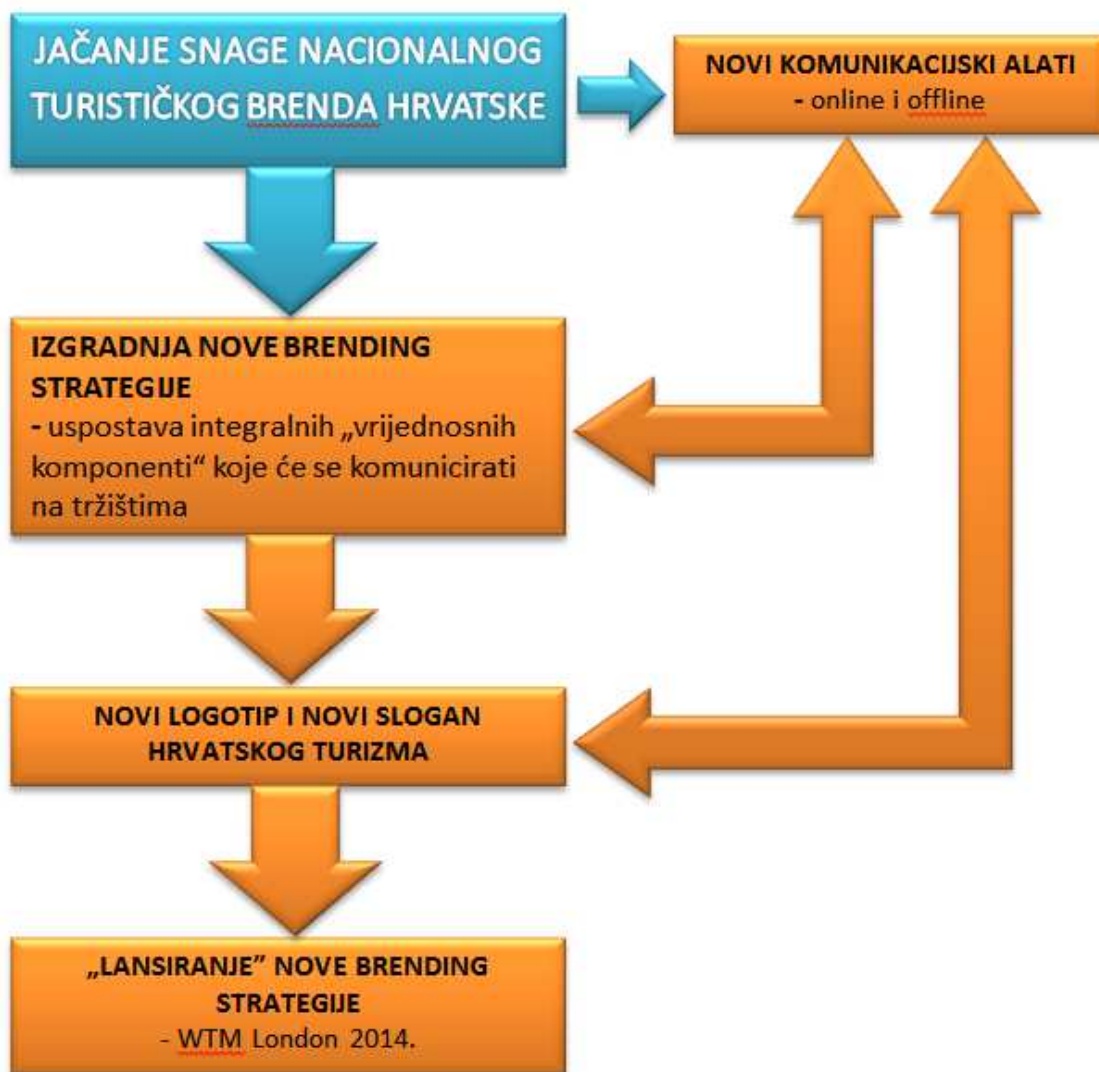 JAČANJE SNAGE NACIONALNOG
TURISTIČKOG BRENDA HRVATSKE
NOVI KOMUNIKACIJSKI ALATI
- online i offline
IZGRADNJA NOVE BRENDING
STRATEGIJE
- uspostava integralnih „vrijednosnih
komponenti“ koje će se komunicirati
na tržištima
NOVI LOGOTIP I NOVI SLOGAN
HRVATSKOG TURIZMA
„LANSIRANJE” NOVE BRENDING
STRATEGIJE
- WTM London 2014.